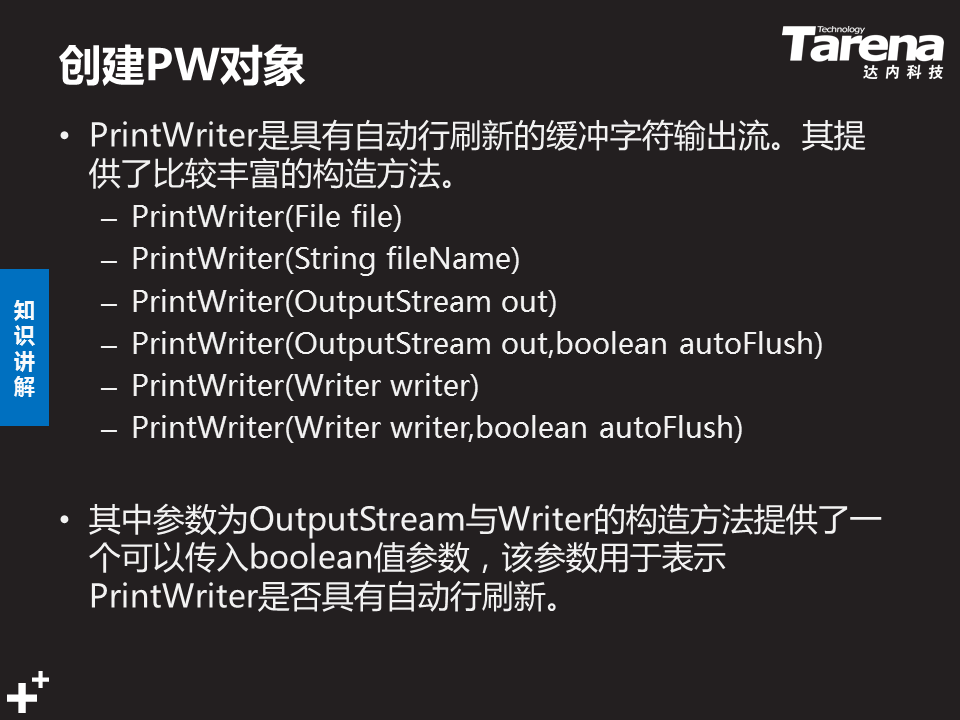 创建PW对象
Technology
Tarena
达内科技
• PrintWriter是具有自动行刷新的缓冲字符输出流。其提
供了比较丰富的构造方法。
– PrintWriter(File file)
– PrintWriter(String fileName)
– PrintWriter(OutputStream out)
– PrintWriter(OutputStream out,boolean autoFlush)
– PrintWriter(Writer writer)
– PrintWriter(Writer writer,boolean autoFlush)
知
识
讲
解
• 其中参数为OutputStream与Writer的构造方法提供了一
个可以传入boolean值参数，该参数用于表示
PrintWriter是否具有自动行刷新。